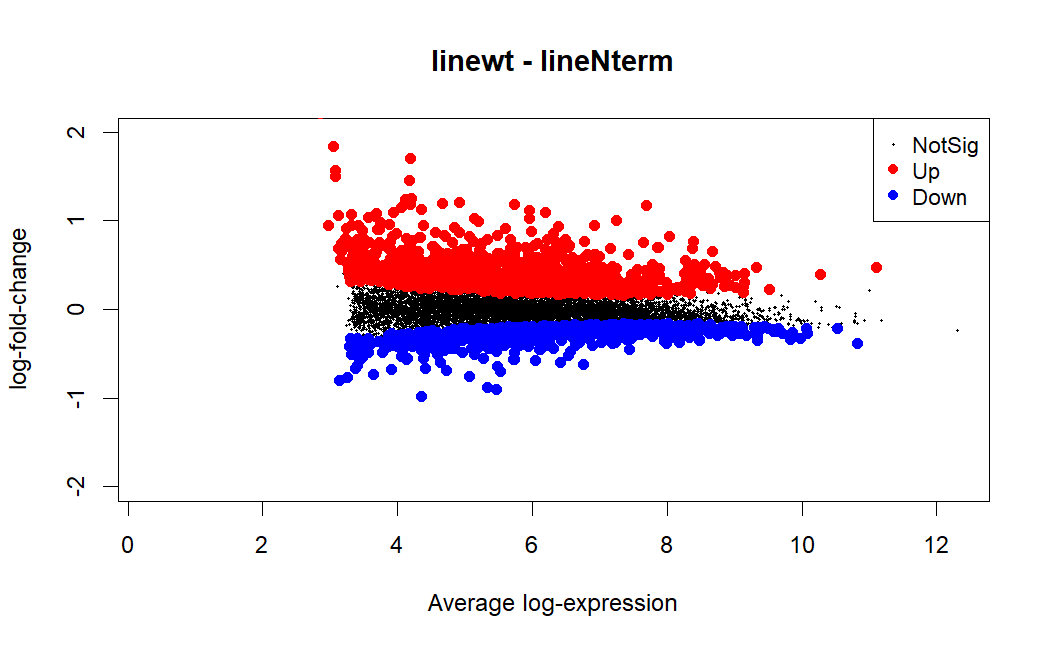 linewt - lineNterm
NotSig
Up
Down
log-fold-change
2
1
0
-1
-2
0 2 4 6 8 10 12
Average log-expression